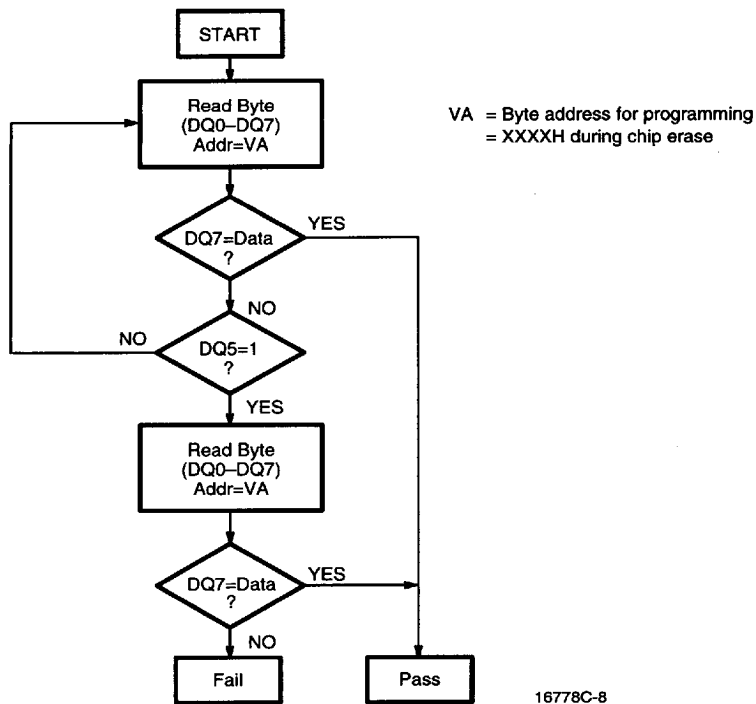 START
Read Byte
(DQ0–DQ7)
Addr=VA
VA = Byte address for programming
= XXXXH during chip erase
DQ7=Data
?
YES
NO
DQ5=1
?
NO
YES
Read Byte
(DQ0–DQ7)
Addr=VA
DQ7=Data
?
YES
NO
Fail
Pass
16778C-8